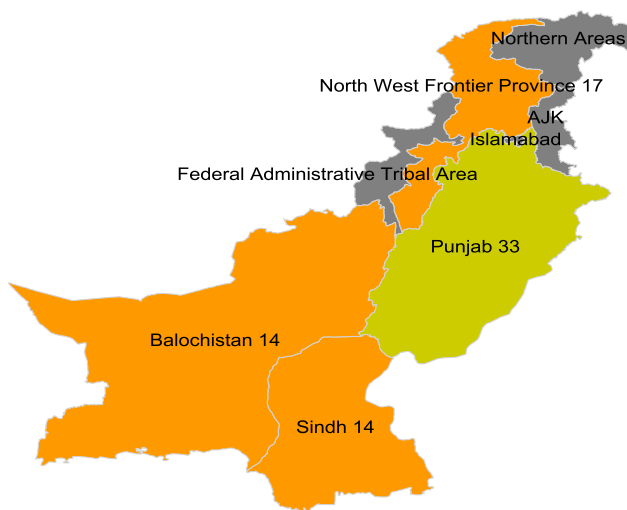 Northern Areas
North West Frontier Province 17
AJK
Islamabad
Federal Administrative Tribal Area
Punjab 33
Balochistan 14
Sindh 14